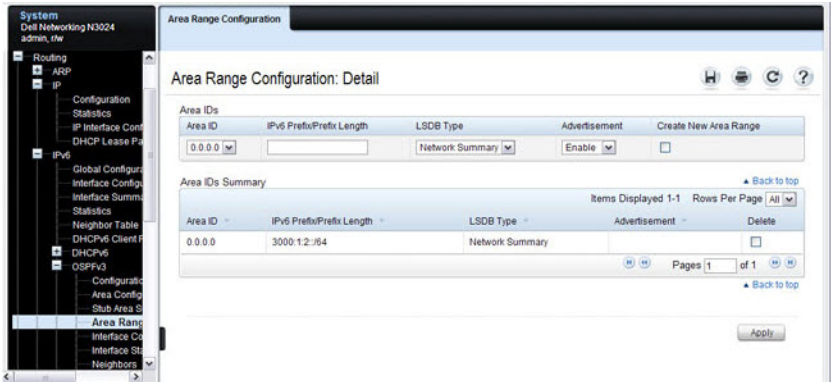 System
Dell Networking N3024
admin, r/w
Routing
ARP
IP
Configuration
Statistics
IP Interface Conf
DHCP Lease Pa
IPv6
Global Configura
Interface Configu
Interface Summa
Statistics
Neighbor Table
DHCPv6 Client P
DHCPv6
OSPFv3
Configuratio
Area Config
Stub Area S
Area Rang
Interface Co
Interface Sta
Neighbors
Area Range Configuration
Area Range Configuration: Detail
Area IDs
Area ID IPv6 Prefix/Prefix Length LSDB Type Advertisement Create New Area Range
0.0.0.0 Network Summary Enable
Back to top
Area IDs Summary
Items Displayed 1-1 Rows Per Page All
Area ID IPv6 Prefix/Prefix Length LSDB Type Advertisement Delete
0.0.0.0 3000:1:2::/64 Network Summary
Pages 1 of 1
Back to top
Apply